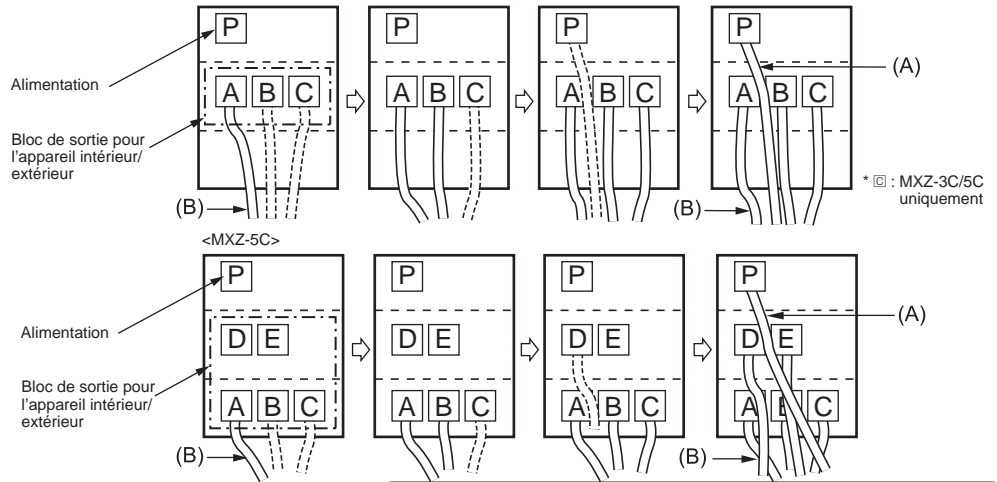 P P P P
Alimentation
(A)
A B C A B C A B C A B C
Bloc de sortie pour
l'appareil intérieur/
extérieur
* C : MXZ-3C/5C
uniquement
(B) (B)
<MXZ-5C>
P P P P
(A)
Alimentation
D E D E D E D E
Bloc de sortie pour
l'appareil intérieur/
extérieur
A B C A B C A B C A B C
(B) (B)